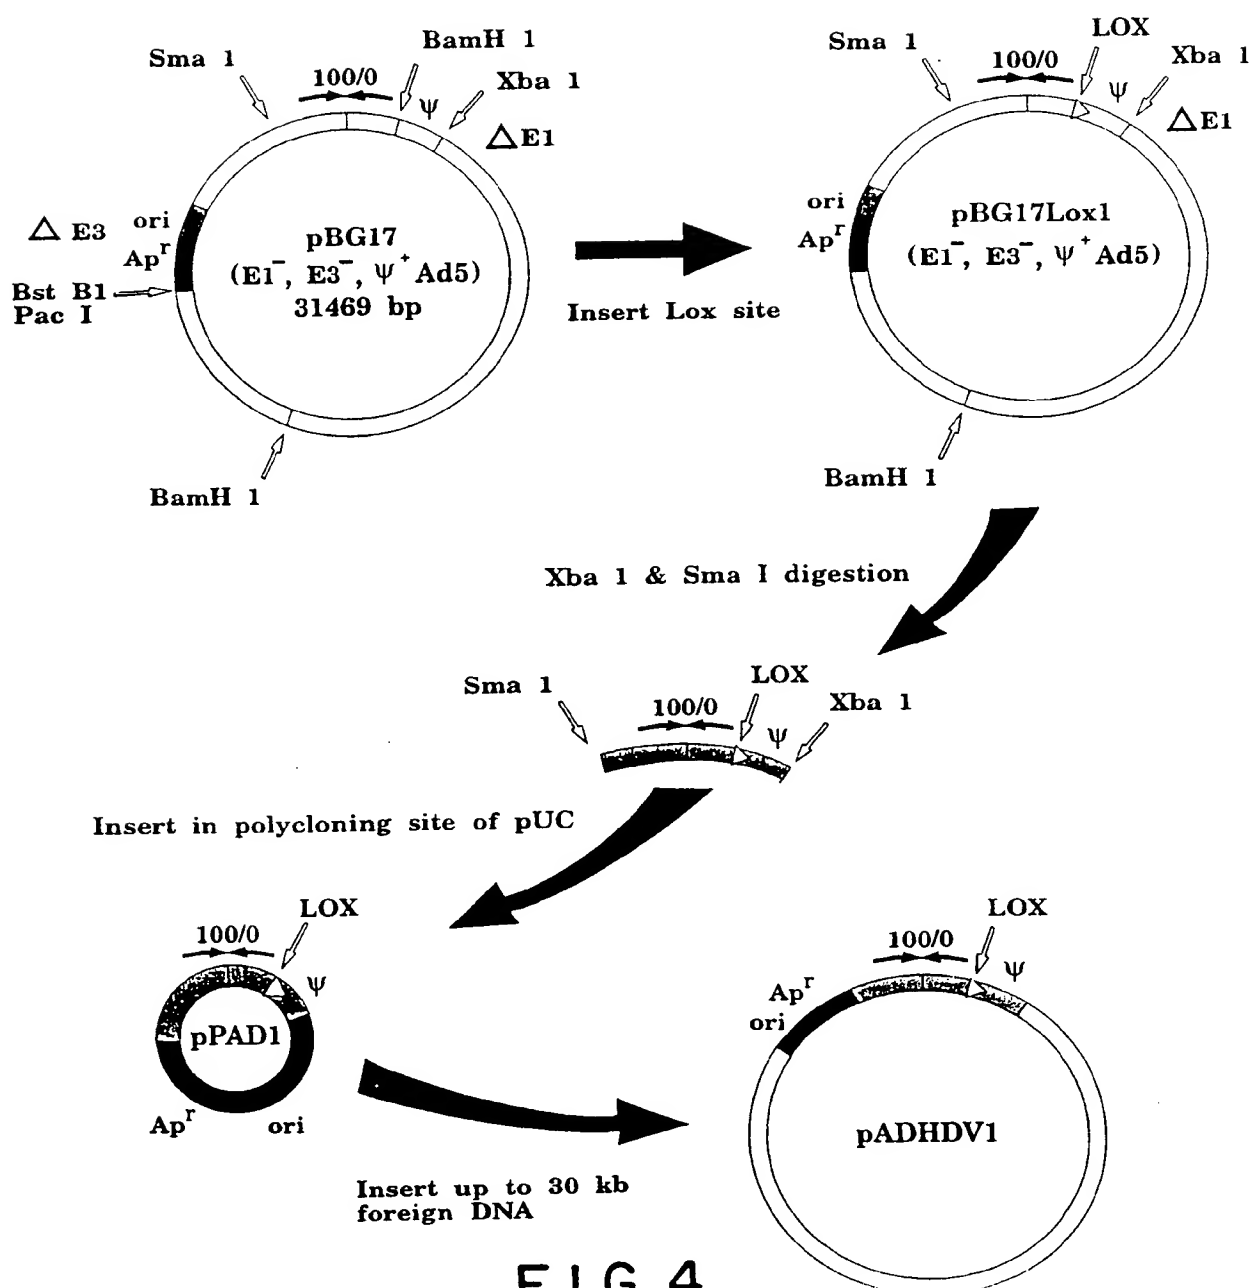 Sma 1
100/0
BamH 1
Xba 1
ψ
△E1
△ E3
ori
Apʳ
Bst B1
Pac I
pBG17
(E1⁻, E3⁻, ψ⁺ Ad5)
31469 bp
BamH 1
Insert Lox site
Sma 1
100/0
LOX
Xba 1
ψ
△E1
ori
Apʳ
pBG17Lox1
(E1⁻, E3⁻, ψ⁺ Ad5)
BamH 1
Xba 1 & Sma I digestion
Sma 1
100/0
LOX
Xba 1
ψ
Insert in polycloning site of pUC
100/0
LOX
ψ
pPAD1
Apʳ
ori
Insert up to 30 kb
foreign DNA
100/0
LOX
ψ
Apʳ
ori
pADHDV1
FIG 4